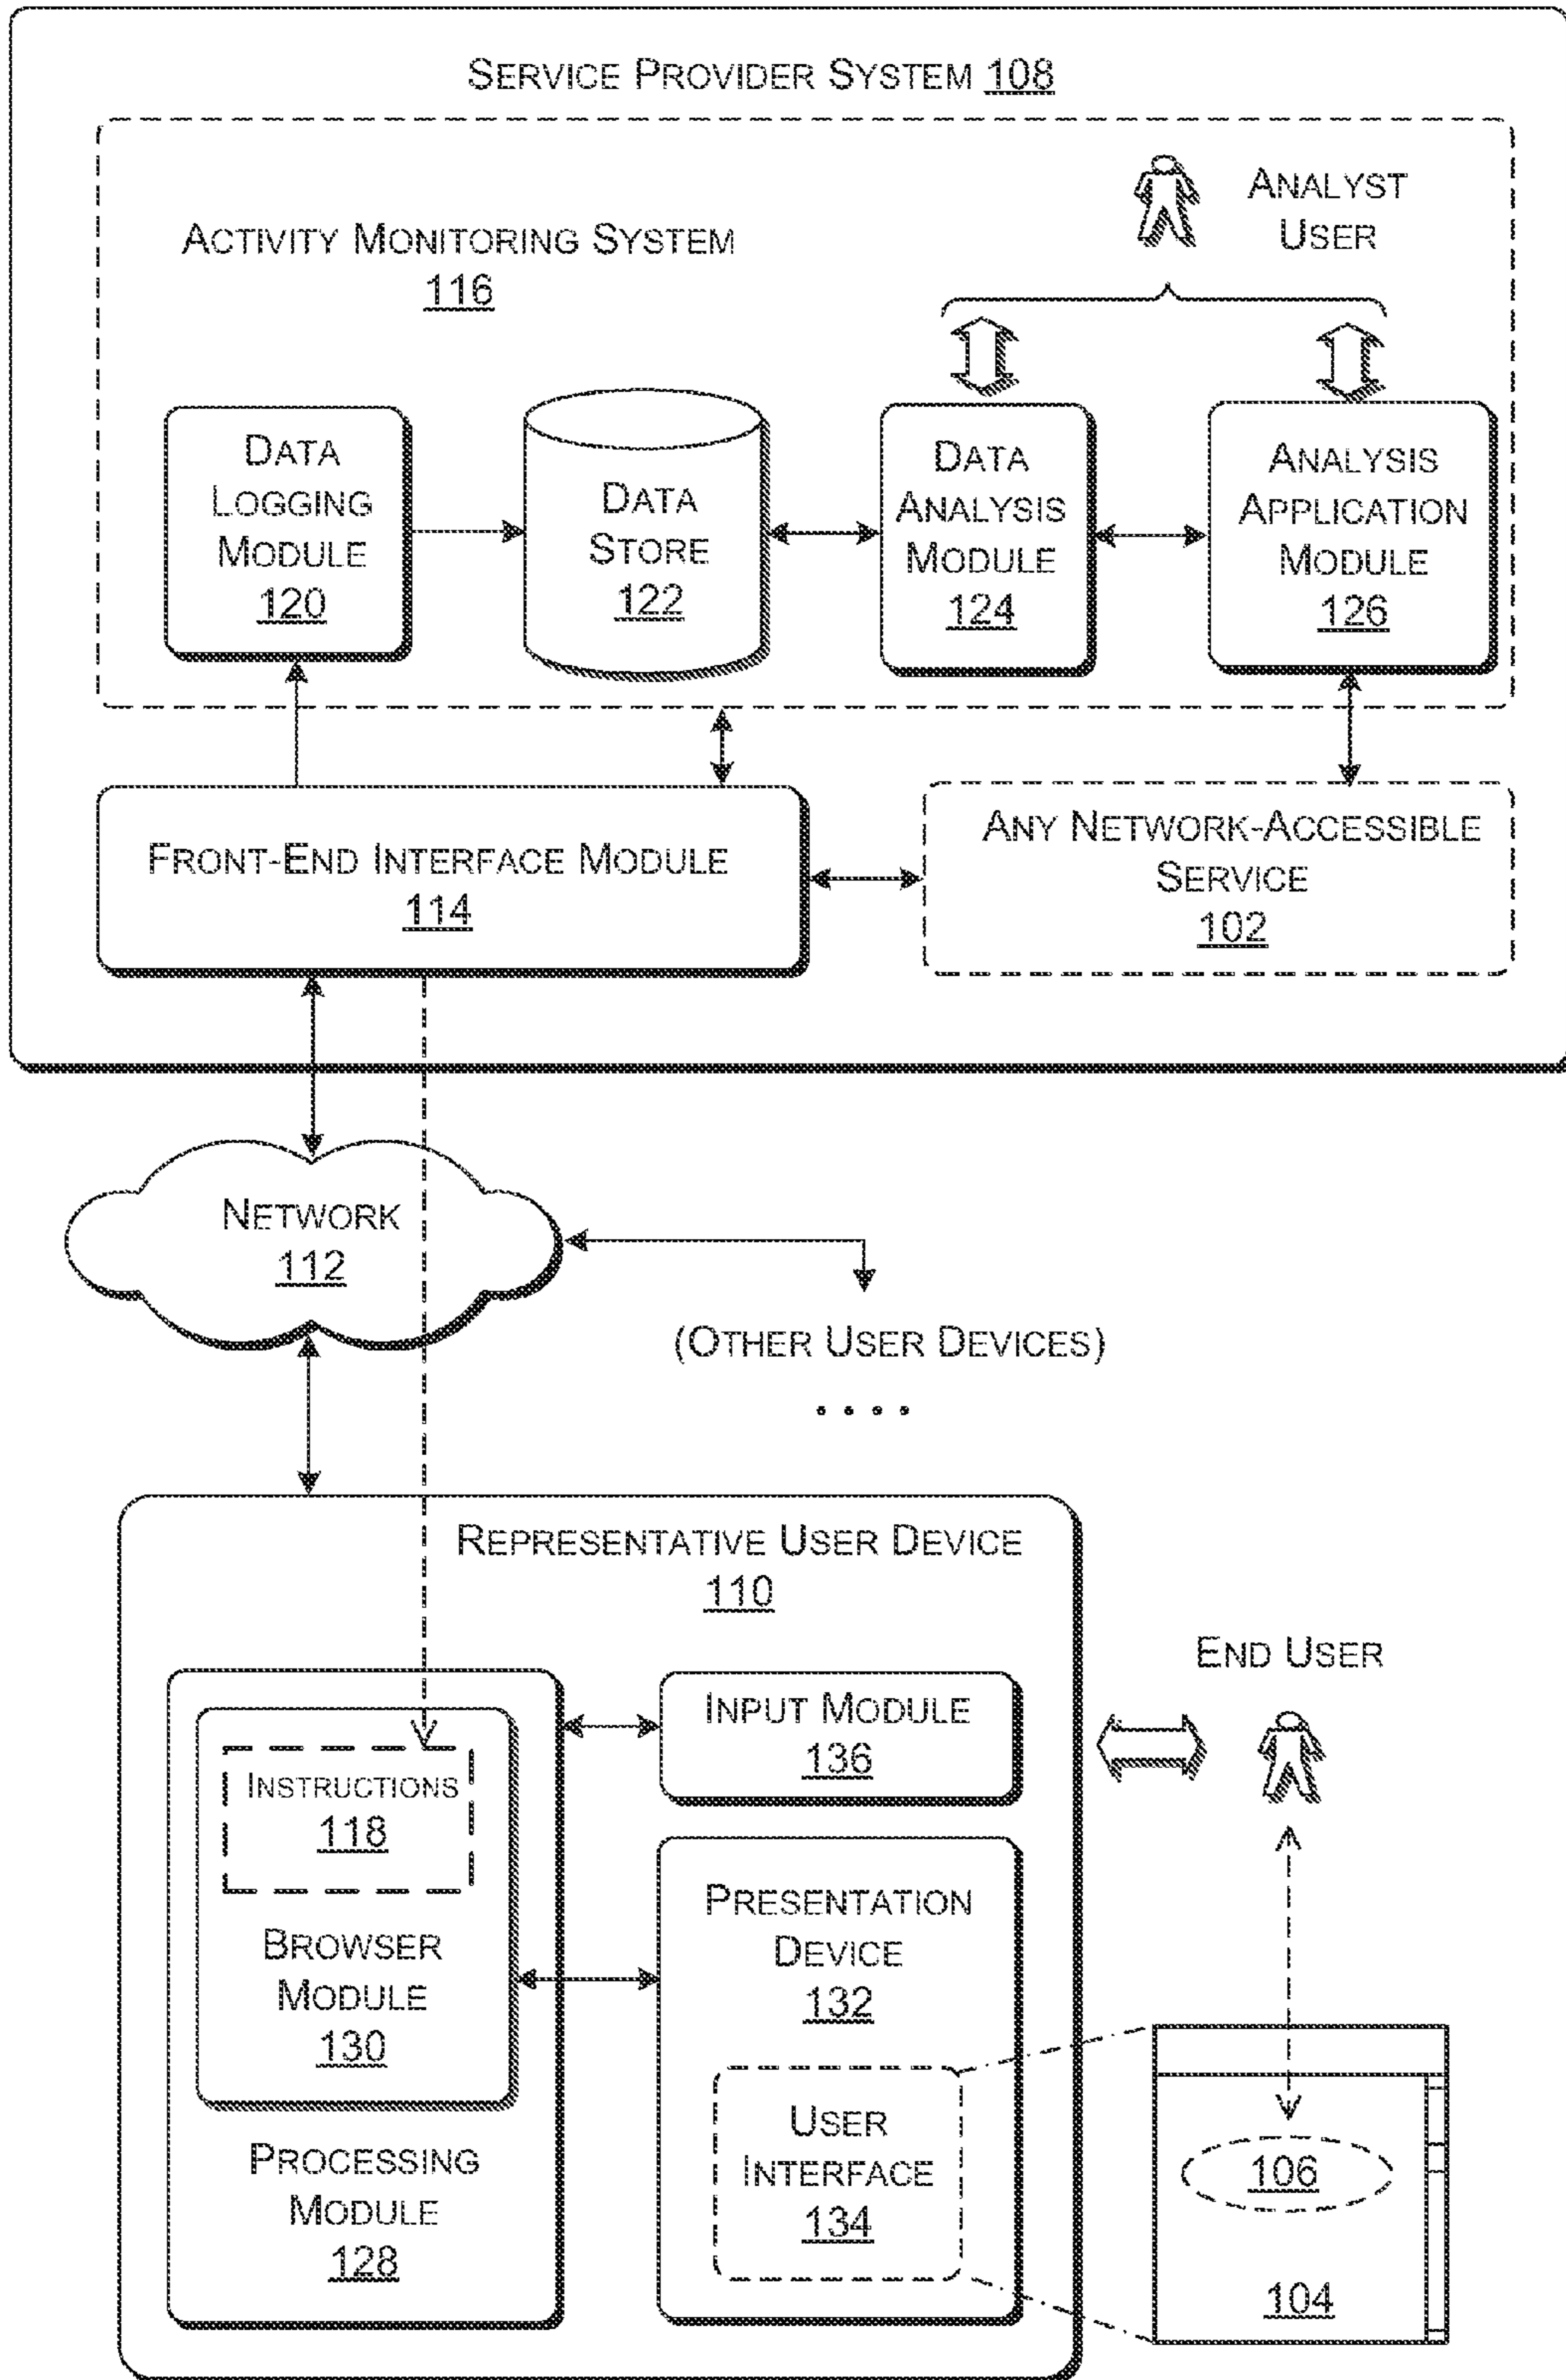 SERVICE PROVIDER SYSTEM 108
ACTIVITY MONITORING SYSTEM
116
ANALYST
USER
DATA
LOGGING
MODULE
120
DATA
STORE
122
DATA
ANALYSIS
MODULE
124
ANALYSIS
APPLICATION
MODULE
126
FRONT-END INTERFACE MODULE
114
ANY NETWORK-ACCESSIBLE
SERVICE
102
NETWORK
112
(OTHER USER DEVICES)
REPRESENTATIVE USER DEVICE
110
END USER
INPUT MODULE
136
INSTRUCTIONS
118
BROWSER
MODULE
130
PROCESSING
MODULE
128
PRESENTATION
DEVICE
132
USER
INTERFACE
134
106
104